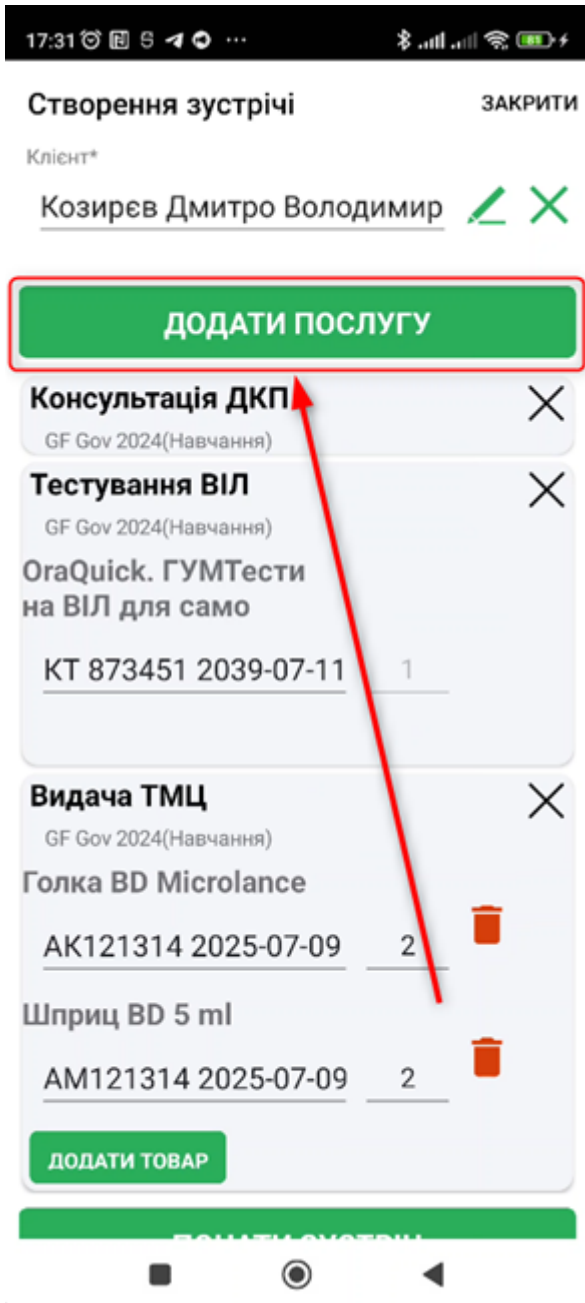 17:31
81
Створення зустрічі
ЗАКРИТИ
Клієнт*
Козирєв Дмитро Володимир
ДОДАТИ ПОСЛУГУ
Консультація ДКП
GF Gov 2024(Навчання)
Тестування ВІЛ
GF Gov 2024(Навчання)
OraQuick. ГУМТести
на ВІЛ для само
КТ 873451 2039-07-11 1
Видача ТМЦ
GF Gov 2024(Навчання)
Голка BD Microlance
АК121314 2025-07-09 2
Шприц BD 5 ml
АМ121314 2025-07-09 2
ДОДАТИ ТОВАР